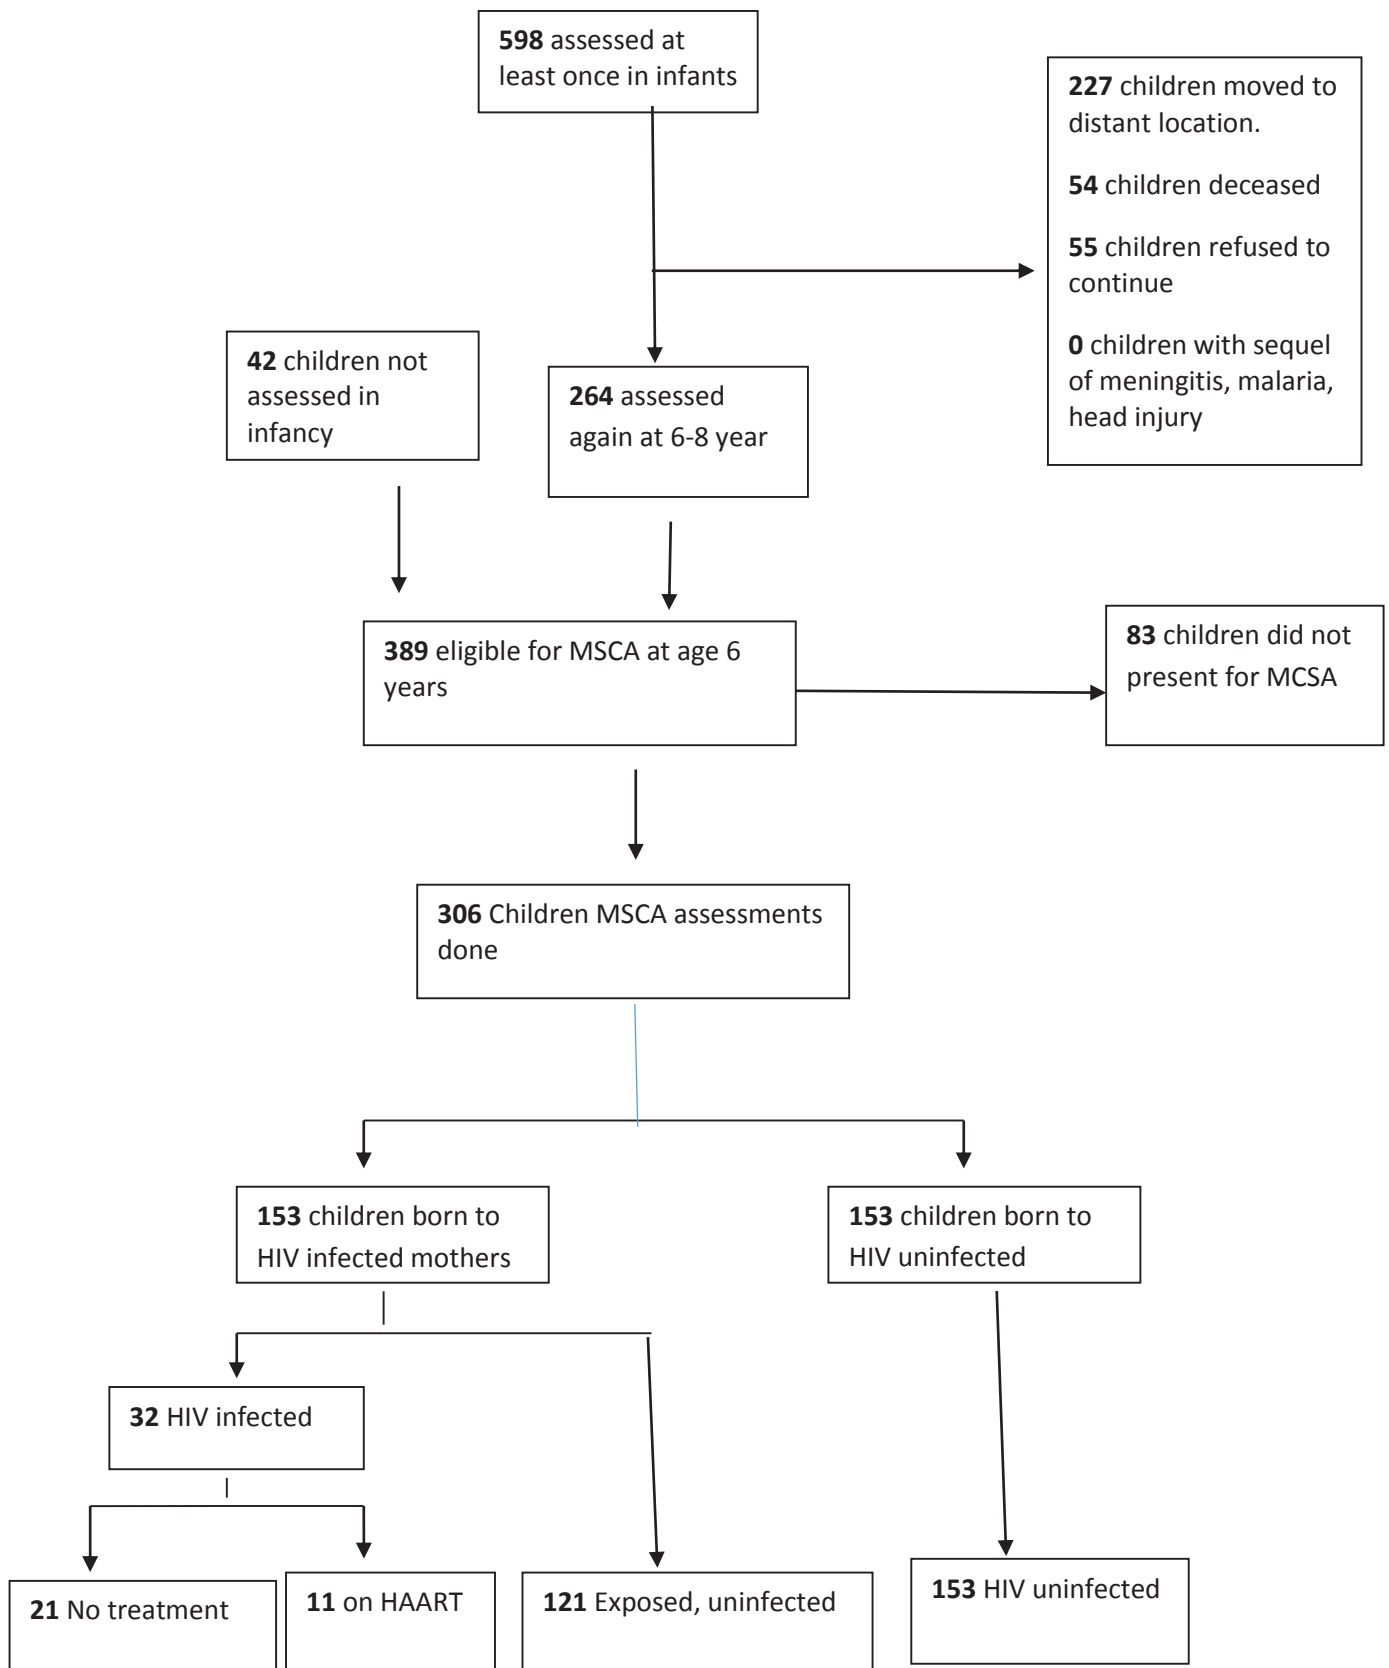 598 assessed at
least once in infants
227 children moved to
distant location.
54 children deceased
55 children refused to
continue
0 children with sequel
of meningitis, malaria,
head injury
42 children not
assessed in
infancy
264 assessed
again at 6-8 year
389 eligible for MSCA at age 6
years
83 children did not
present for MCSA
306 Children MSCA assessments
done
153 children born to
HIV infected mothers
153 children born to
HIV uninfected
32 HIV infected
21 No treatment
11 on HAART
121 Exposed, uninfected
153 HIV uninfected